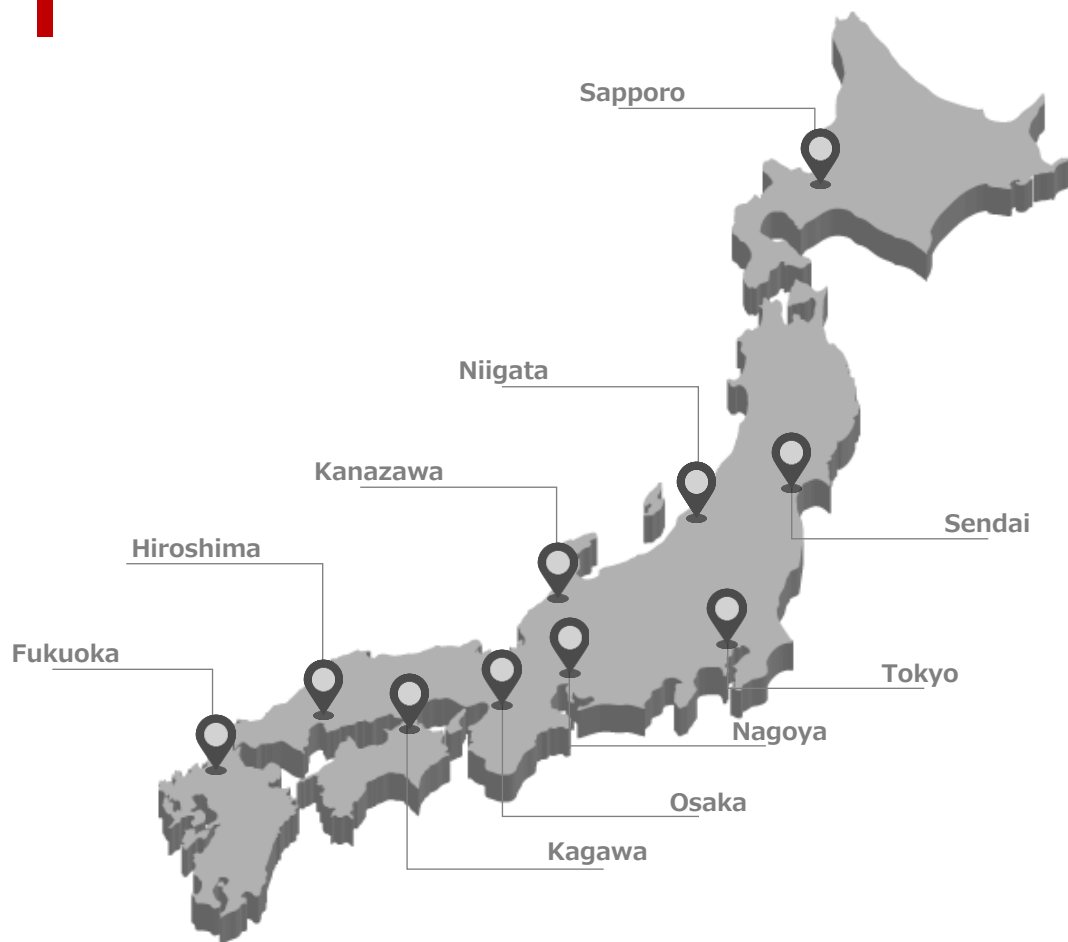 Sapporo
Niigata
Kanazawa
Sendai
Hiroshima
Fukuoka
Tokyo
Nagoya
Osaka
Kagawa